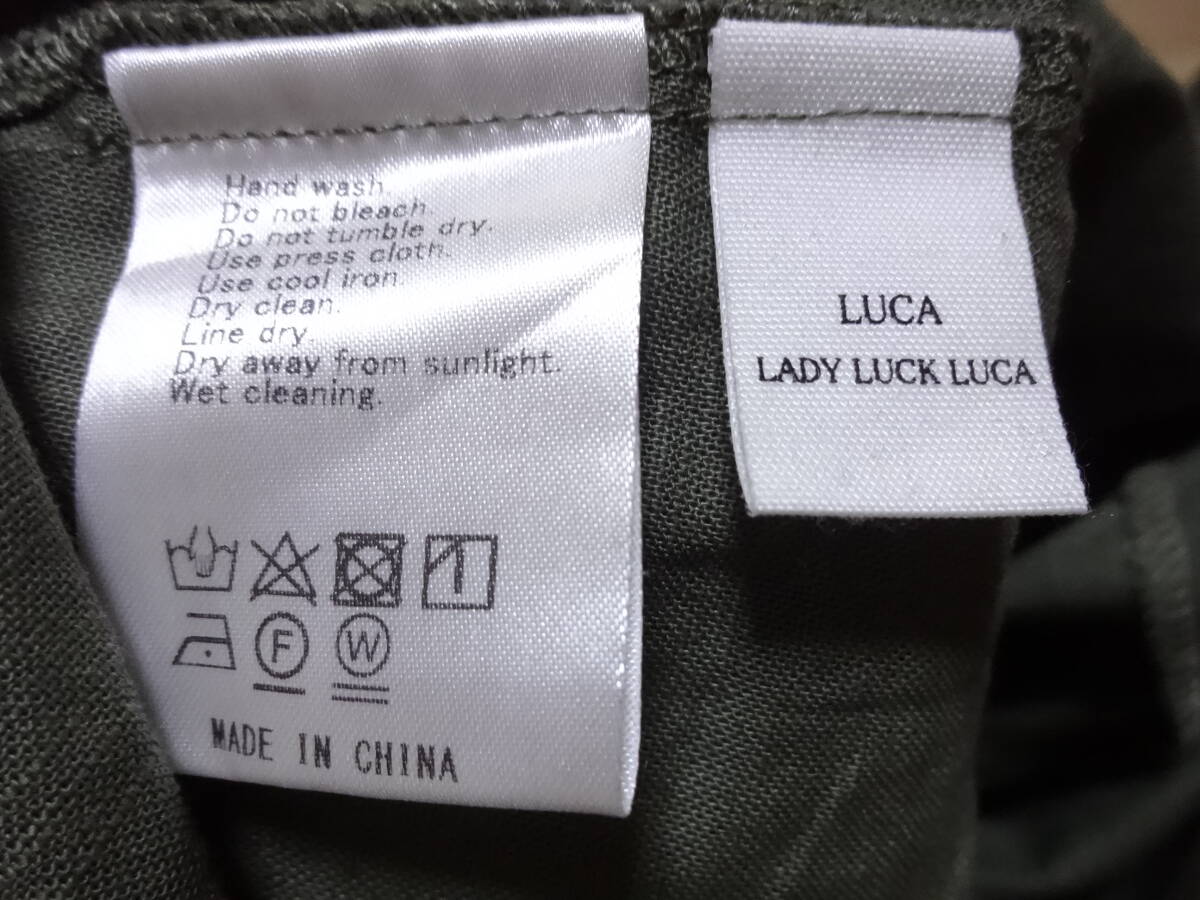 Hand wash.
Do not bleach.
Do not tumble dry.
Use press cloth.
Use cool iron.
Dry clean.
Line dry.
Dry away from sunlight.
Wet cleaning.
F W
MADE IN CHINA
LUCA
LADY LUCK LUCA